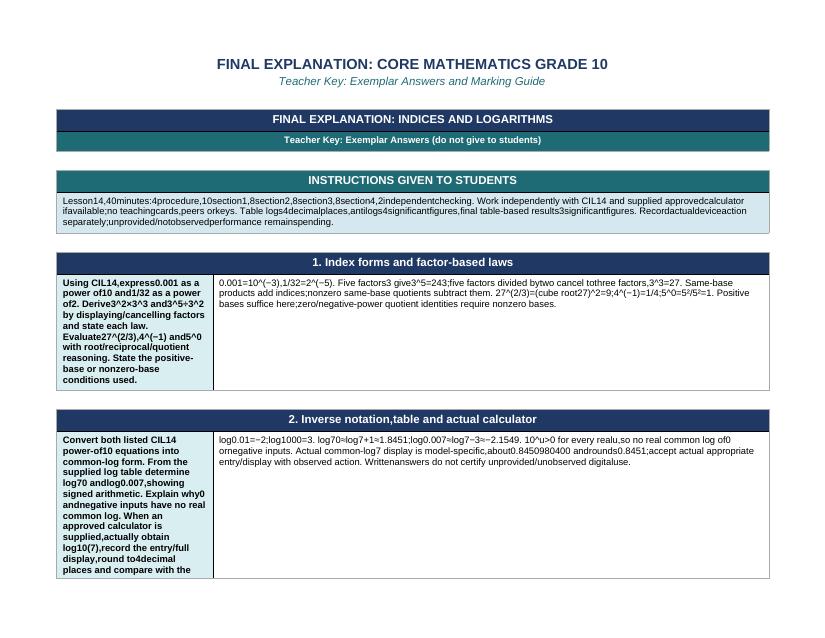 FINAL EXPLANATION: CORE MATHEMATICS GRADE 10
Teacher Key: Exemplar Answers and Marking Guide
FINAL EXPLANATION: INDICES AND LOGARITHMS
Teacher Key: Exemplar Answers (do not give to students)
INSTRUCTIONS GIVEN TO STUDENTS
Lesson14,40minutes:4procedure,10section1,8section2,8section3,8section4,2independentchecking. Work independently with CIL14 and supplied approvedcalculator
ifavailable;no teachingcards,peers orkeys. Table logs4decimalplaces,antilogs4significantfigures,final table-based results3significantfigures. Recordactualdeviceaction
separately;unprovided/notobservedperformance remainspending.
1. Index forms and factor-based laws
Using CIL14,express0.001 as a
power of10 and1/32 as a power
of2. Derive3^2×3^3 and3^5÷3^2
by displaying/cancelling factors
and state each law.
Evaluate27^(2/3),4^(−1) and5^0
with root/reciprocal/quotient
reasoning. State the positive-
base or nonzero-base
conditions used.
0.001=10^(−3),1/32=2^(−5). Five factors3 give3^5=243;five factors divided bytwo cancel tothree factors,3^3=27. Same-base
products add indices;nonzero same-base quotients subtract them. 27^(2/3)=(cube root27)^2=9;4^(−1)=1/4;5^0=5²/5²=1. Positive
bases suffice here;zero/negative-power quotient identities require nonzero bases.
2. Inverse notation,table and actual calculator
Convert both listed CIL14
power-of10 equations into
common-log form. From the
supplied log table determine
log70 andlog0.007,showing
signed arithmetic. Explain why0
andnegative inputs have no real
common log. When an
approved calculator is
supplied,actually obtain
log10(7),record the entry/full
display,round to4decimal
places and compare with the
log0.01=−2;log1000=3. log70≈log7+1≈1.8451;log0.007≈log7−3≈−2.1549. 10^u>0 for every realu,so no real common log of0
ornegative inputs. Actual common-log7 display is model-specific,about0.8450980400 androunds0.8451;accept actual appropriate
entry/display with observed action. Writtenanswers do not certify unprovided/unobserved digitaluse.